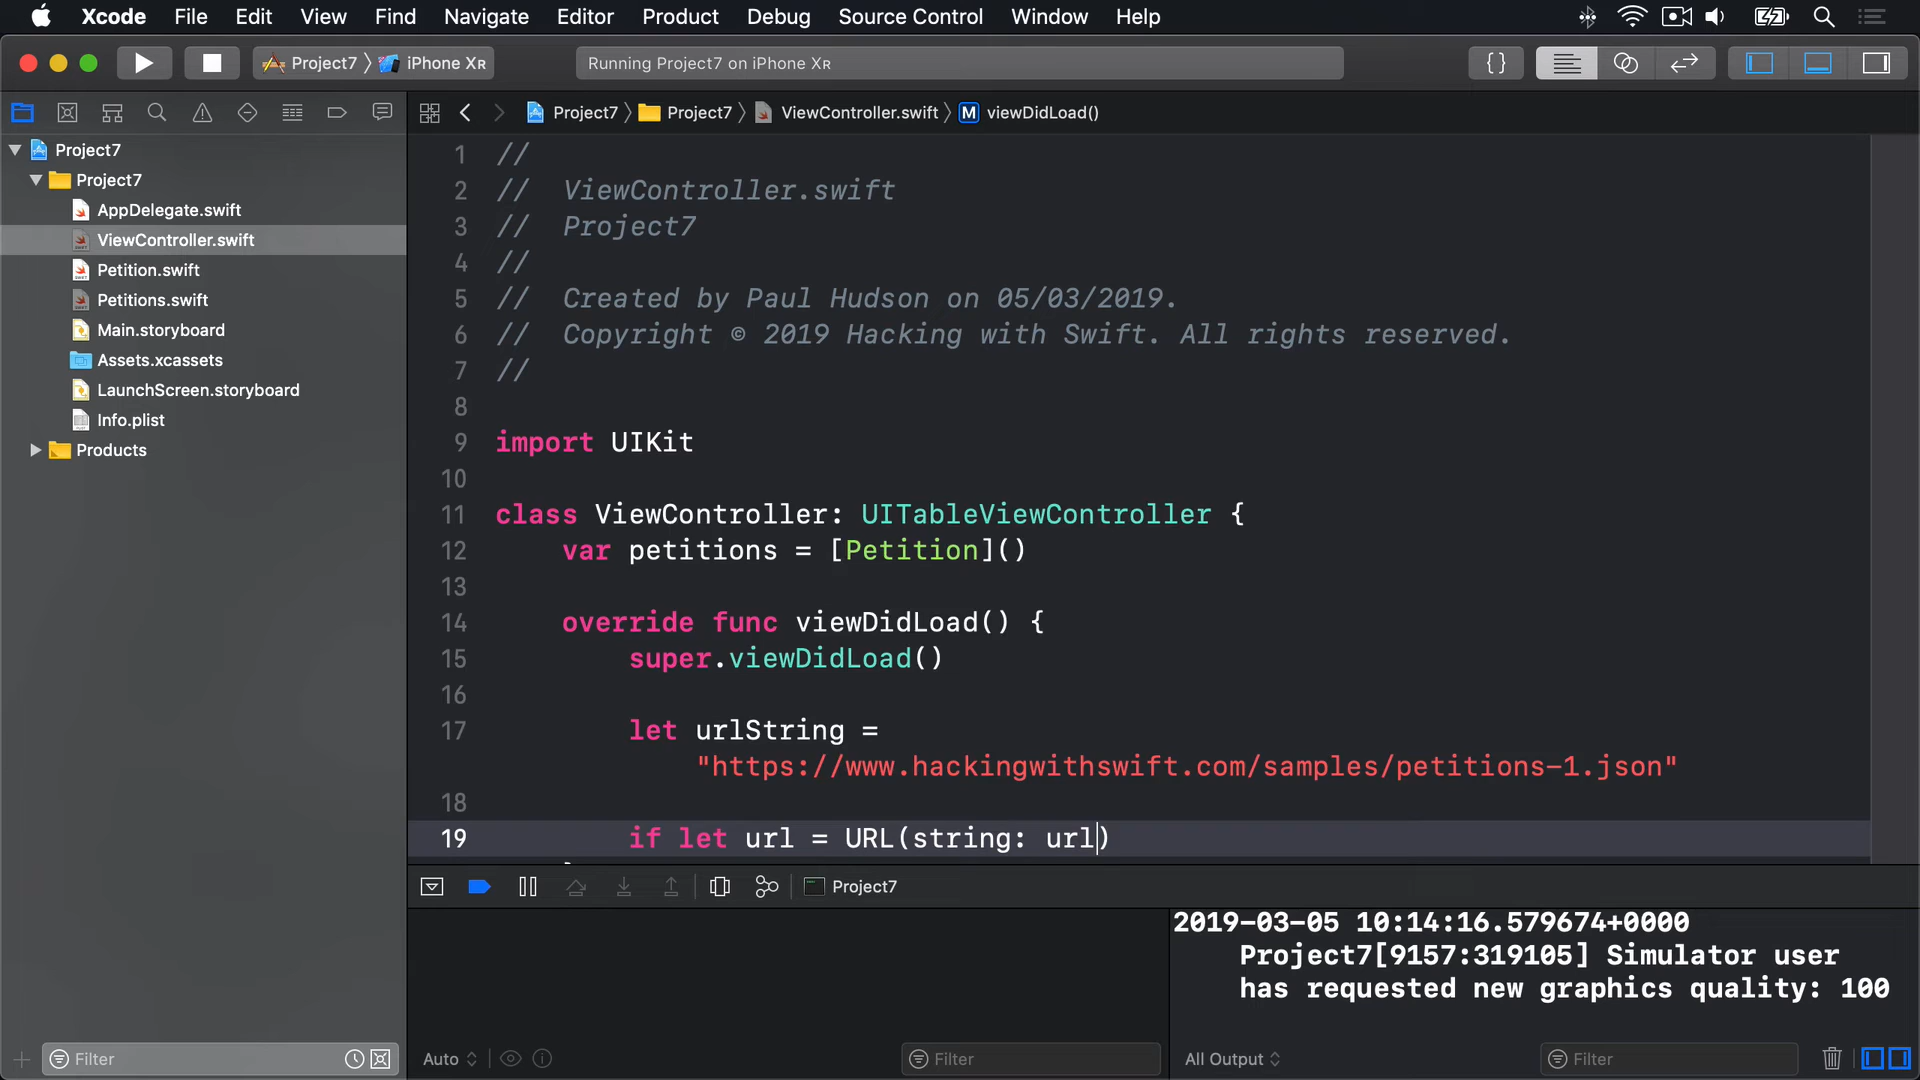 Xcode File Edit View Find Navigate Editor Product Debug Source Control Window Help
Project7 iPhone XR
Running Project7 on iPhone XR
{}
Project7 Project7 ViewController.swift M viewDidLoad()
Project7
Project7
AppDelegate.swift
ViewController.swift
Petition.swift
Petitions.swift
Main.storyboard
Assets.xcassets
LaunchScreen.storyboard
Info.plist
Products
Filter
1 //
2 //  ViewController.swift
3 //  Project7
4 //
5 //  Created by Paul Hudson on 05/03/2019.
6 //  Copyright © 2019 Hacking with Swift. All rights reserved.
7 //
8
9 import UIKit
10
11 class ViewController: UITableViewController {
12     var petitions = [Petition]()
13
14     override func viewDidLoad() {
15         super.viewDidLoad()
16
17         let urlString =
"https://www.hackingwithswift.com/samples/petitions-1.json"
18
19         if let url = URL(string: url)
Project7
2019-03-05 10:14:16.579674+0000
Project7[9157:319105] Simulator user
has requested new graphics quality: 100
Auto
Filter
All Output
Filter